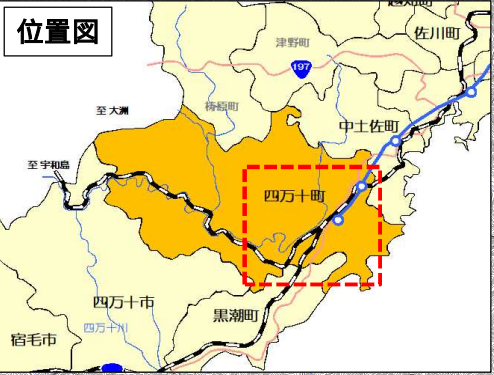 位置図
佐川町
津野町
197
梼原町
至 大洲
中土佐町
至 宇和島
四万十町
四万十市
黒潮町
四万十川
宿毛市